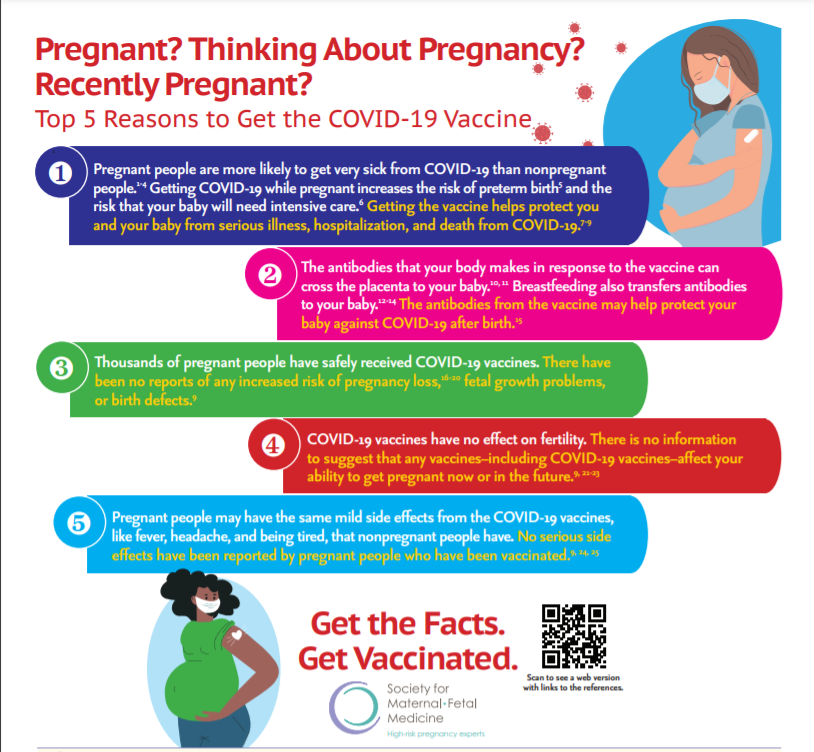 Pregnant? Thinking About Pregnancy?
Recently Pregnant?
Top 5 Reasons to Get the COVID-19 Vaccine
1
Pregnant people are more likely to get very sick from COVID-19 than nonpregnant
people.1-4 Getting COVID-19 while pregnant increases the risk of preterm birth5 and the
risk that your baby will need intensive care.6 Getting the vaccine helps protect you
and your baby from serious illness, hospitalization, and death from COVID-19.7-9
2
The antibodies that your body makes in response to the vaccine can
cross the placenta to your baby.10, 11 Breastfeeding also transfers antibodies
to your baby.12-14 The antibodies from the vaccine may help protect your
baby against COVID-19 after birth.15
3
Thousands of pregnant people have safely received COVID-19 vaccines. There have
been no reports of any increased risk of pregnancy loss,16-20 fetal growth problems,
or birth defects.9
4
COVID-19 vaccines have no effect on fertility. There is no information
to suggest that any vaccines–including COVID-19 vaccines–affect your
ability to get pregnant now or in the future.9, 21-23
5
Pregnant people may have the same mild side effects from the COVID-19 vaccines,
like fever, headache, and being tired, that nonpregnant people have. No serious side
effects have been reported by pregnant people who have been vaccinated.9, 24, 25
Get the Facts.
Get Vaccinated.
Scan to see a web version
with links to the references.
Society for
Maternal•Fetal
Medicine
High-risk pregnancy experts